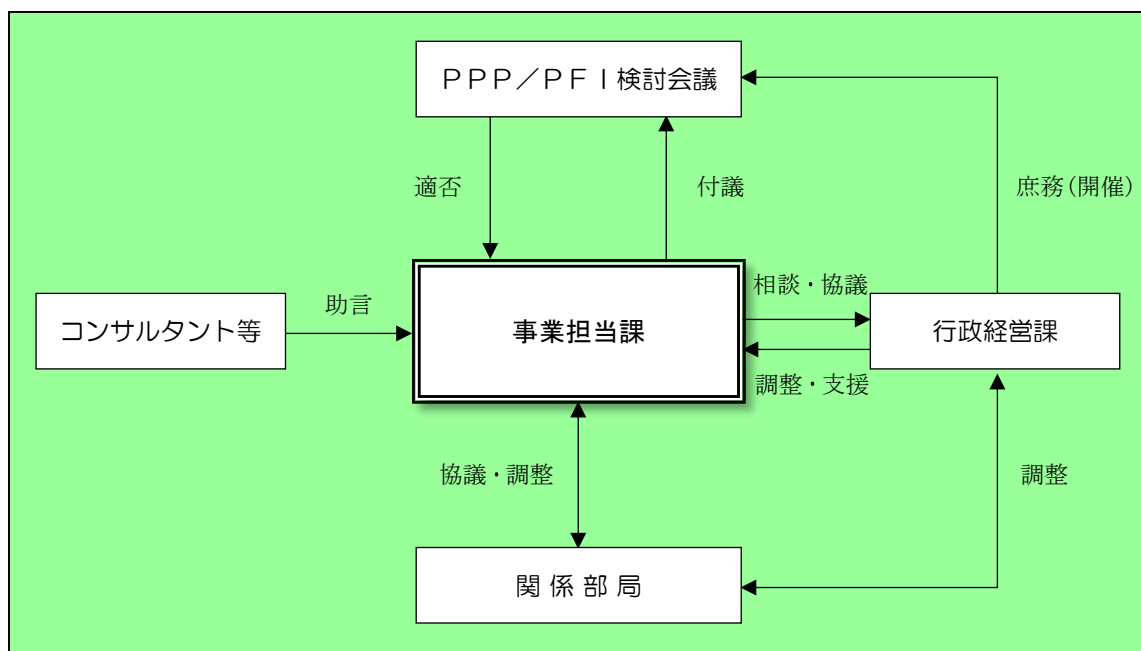 ＰＰＰ／ＰＦＩ検討会議
適否
付議
庶務（開催）
コンサルタント等
助言
事業担当課
相談・協議
調整・支援
行政経営課
協議・調整
調整
関 係 部 局